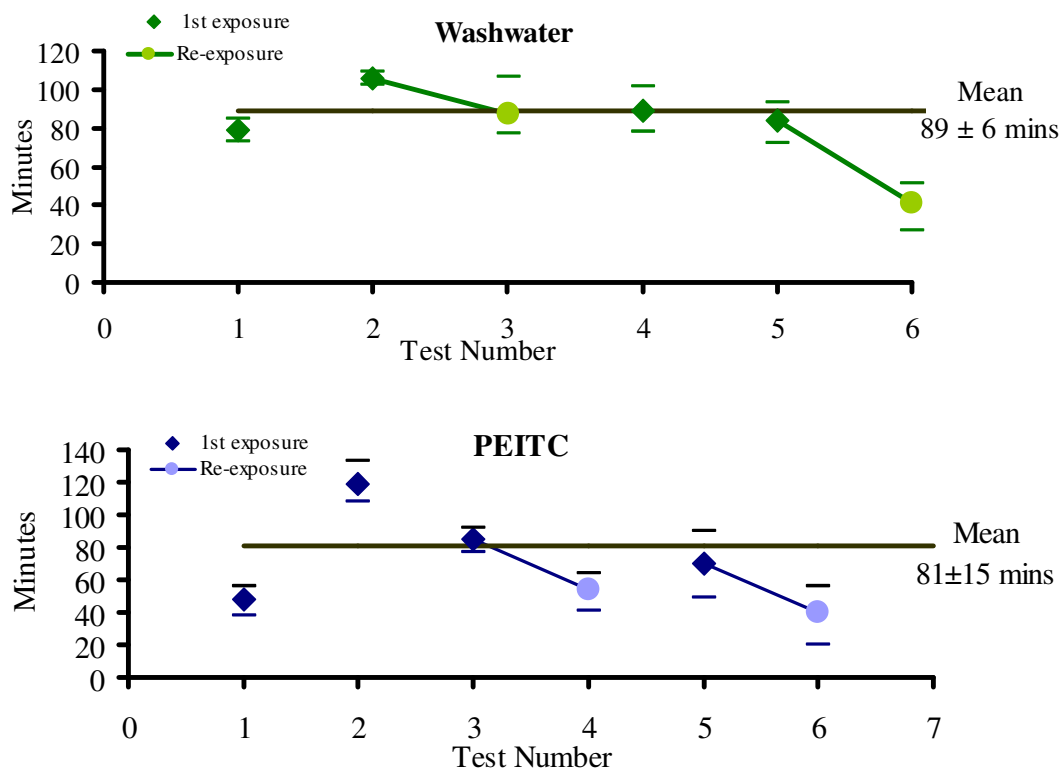 1st exposure
Re-exposure
Washwater
120
100
80
60
40
20
0
Minutes
Mean
89 ± 6 mins
0 1 2 3 4 5 6
Test Number
1st exposure
Re-exposure
PEITC
140
120
100
80
60
40
20
0
Minutes
Mean
81±15 mins
0 1 2 3 4 5 6 7
Test Number